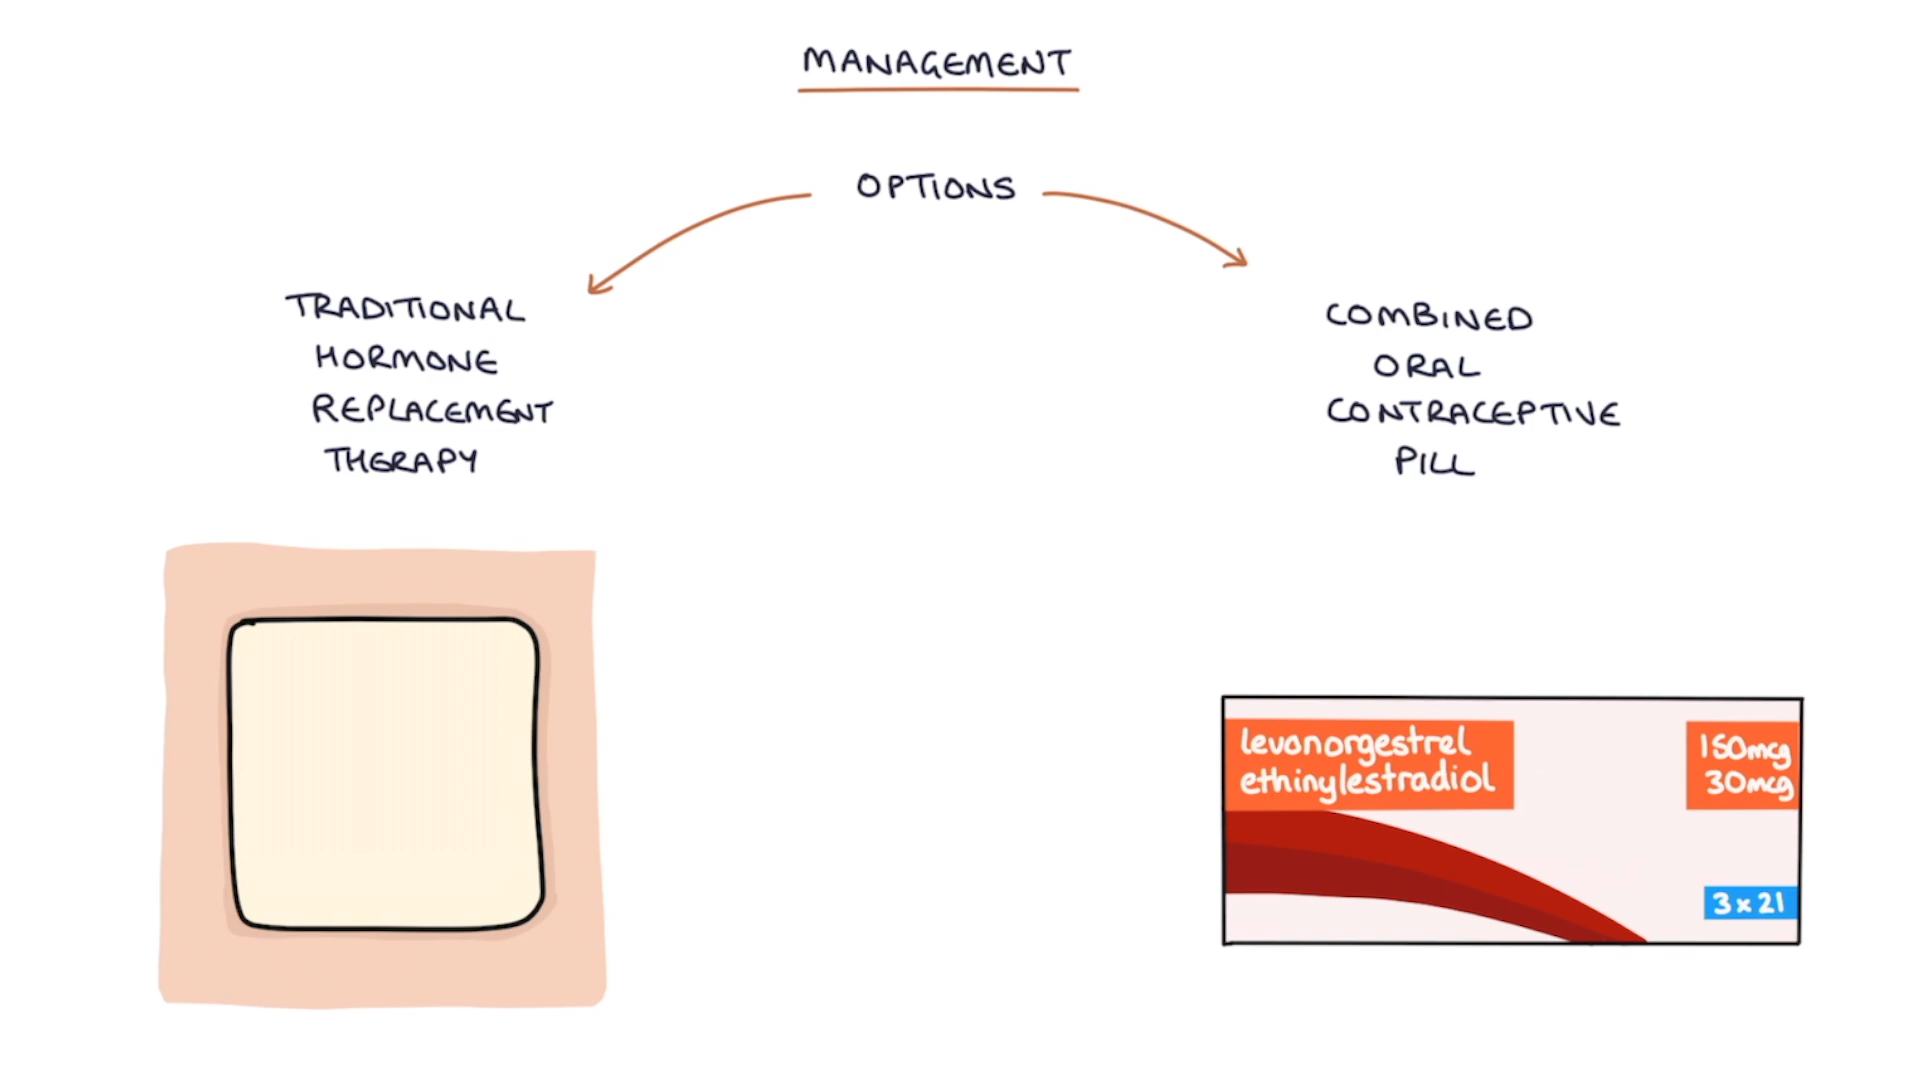 MANAGEMENT
OPTIONS
TRADITIONAL
HORMONE
REPLACEMENT
THERAPY
COMBINED
ORAL
CONTRACEPTIVE
PILL
levonorgestrel
ethinylestradiol
150mcg
30mcg
3 x 21